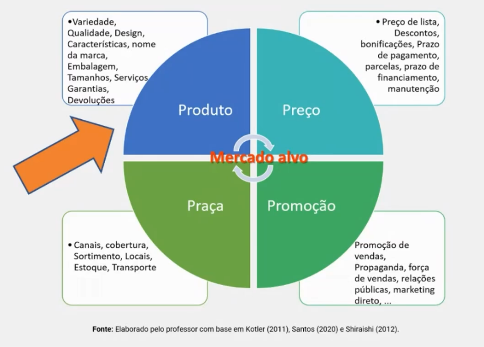 •Variedade,
Qualidade, Design,
Características, nome
da marca,
Embalagem,
Tamanhos, Serviços,
Garantias,
Devoluções
•Preço de lista,
Descontos,
bonificações, Prazo
de pagamento,
parcelas, prazo de
financiamento,
manutenção
Produto
Preço
Mercado alvo
Praça
Promoção
•Canais, cobertura,
Sortimento, Locais,
Estoque, Transporte
Promoção de
vendas,
Propaganda, força
de vendas, relações
públicas, marketing
direto, ...
Fonte: Elaborado pelo professor com base em Kotler (2011), Santos (2020) e Shiraishi (2012).